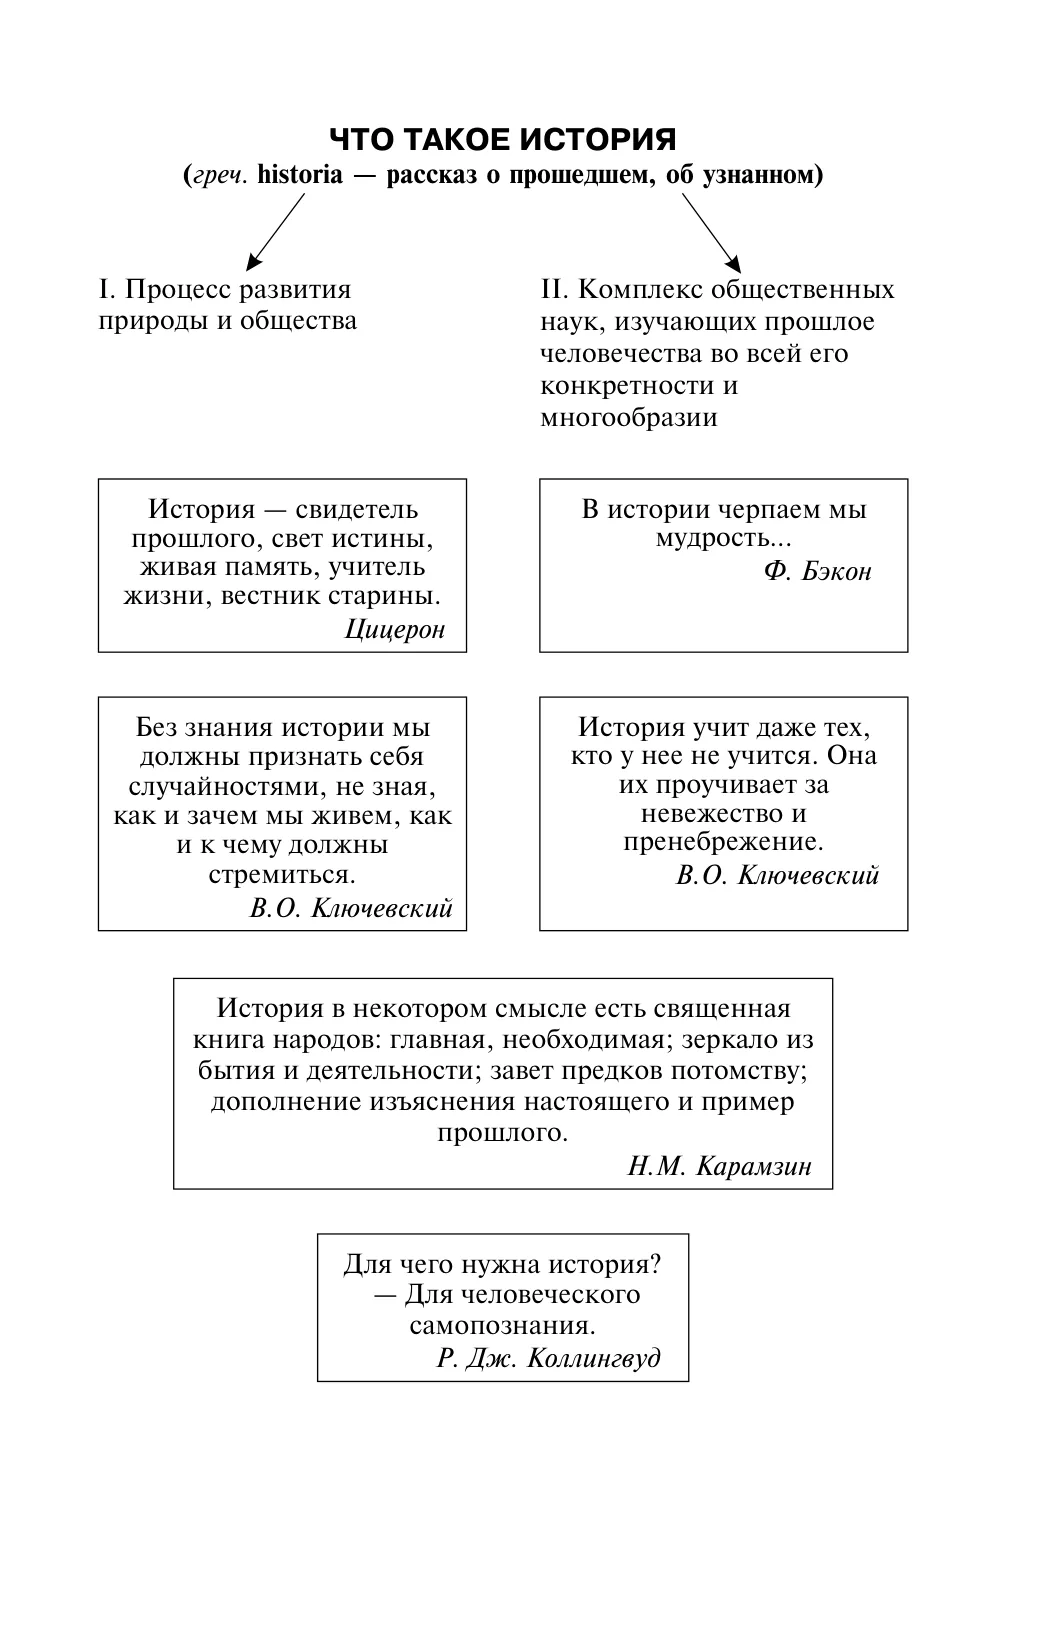 ЧТО ТАКОЕ ИСТОРИЯ
(греч. historia — рассказ о прошедшем, об узнанном)
I. Процесс развития
природы и общества
II. Комплекс общественных
наук, изучающих прошлое
человечества во всей его
конкретности и
многообразии
История — свидетель
прошлого, свет истины,
живая память, учитель
жизни, вестник старины.
Цицерон
В истории черпаем мы
мудрость...
Ф. Бэкон
Без знания истории мы
должны признать себя
случайностями, не зная,
как и зачем мы живем, как
и к чему должны
стремиться.
В.О. Ключевский
История учит даже тех,
кто у нее не учится. Она
их проучивает за
невежество и
пренебрежение.
В.О. Ключевский
История в некотором смысле есть священная
книга народов: главная, необходимая; зеркало из
бытия и деятельности; завет предков потомству;
дополнение изъяснения настоящего и пример
прошлого.
Н.М. Карамзин
Для чего нужна история?
— Для человеческого
самопознания.
Р. Дж. Коллингвуд